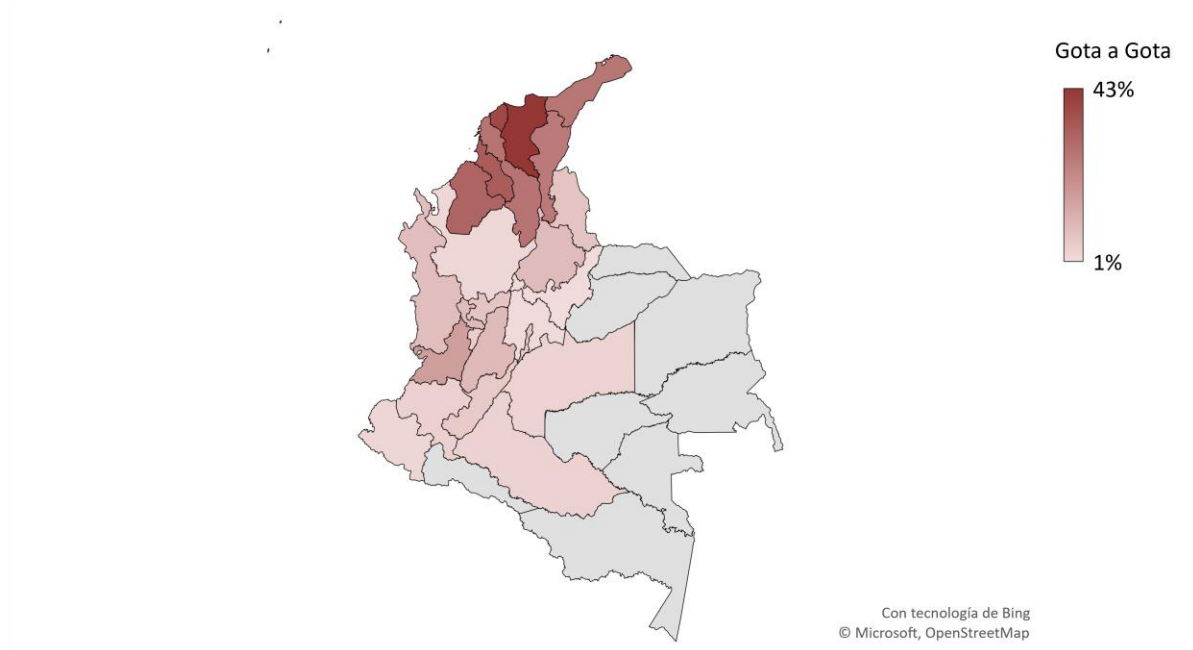 Gota a Gota
43%
1%
Con tecnología de Bing
© Microsoft, OpenStreetMap